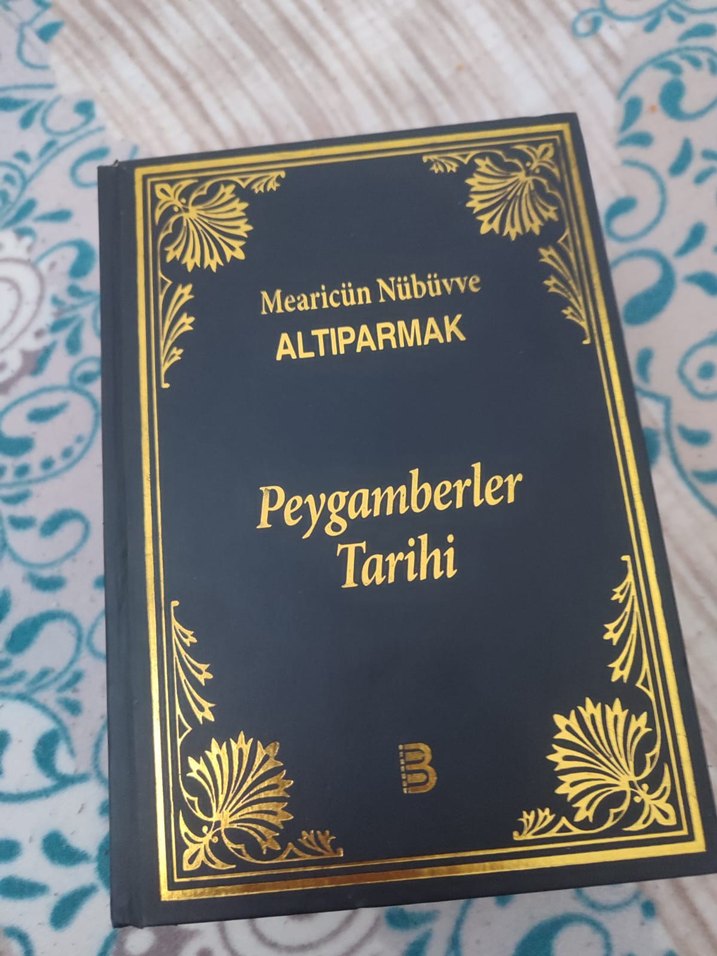 Mearicün Nübüvve
ALTIPARMAK
Peygamberler
Tarihi
B